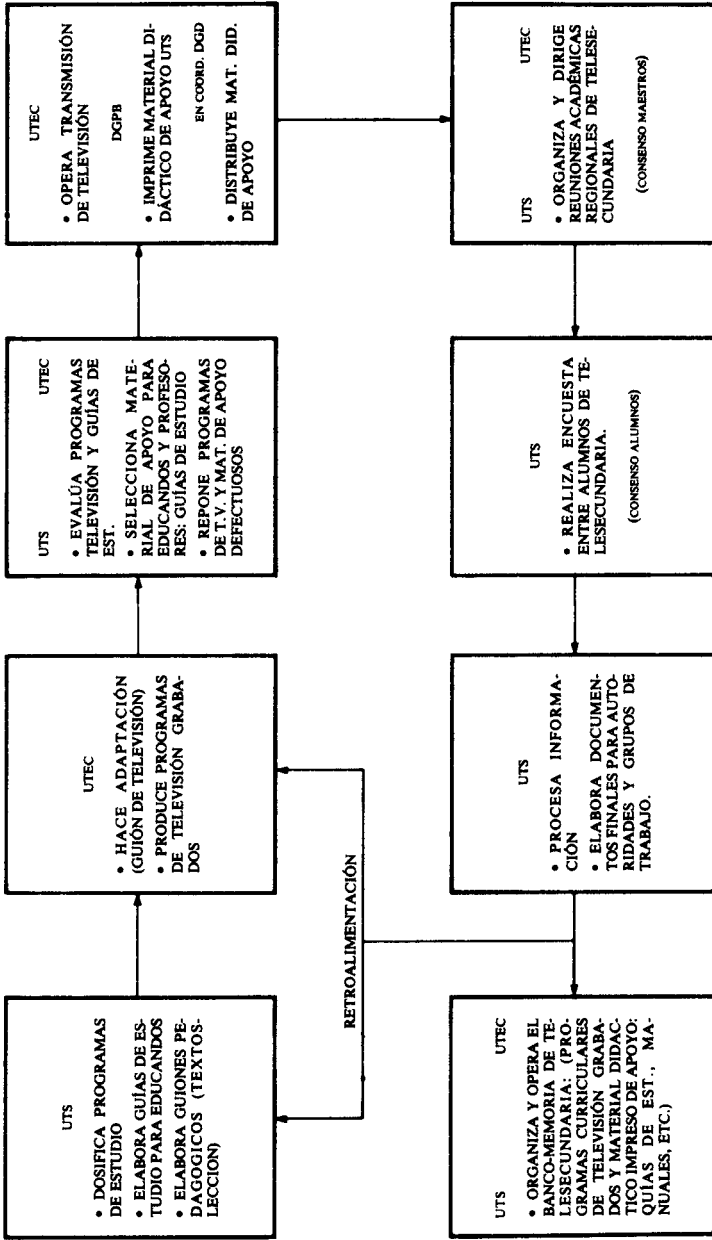 UTS
• DOSIFICA PROGRAMAS
DE ESTUDIO
• ELABORA GUÍAS DE ES-
TUDIO PARA EDUCANDOS
• ELABORA GUIONES PE-
DAGOGICOS (TEXTOS-
LECCION)
UTEC
• HACE ADAPTACIÓN
(GUIÓN DE TELEVISIÓN)
• PRODUCE PROGRAMAS
DE TELEVISIÓN GRABA-
DOS
UTS UTEC
• EVALÚA PROGRAMAS
TELEVISIÓN Y GUÍAS DE
EST.
• SELECCIONA MATE-
RIAL DE APOYO PARA
EDUCANDOS Y PROFESO-
RES: GUÍAS DE ESTUDIO
• REPONE PROGRAMAS
DE T.V. Y MAT. DE APOYO
DEFECTUOSOS
UTEC
• OPERA TRANSMISIÓN
DE TELEVISIÓN
DGPB
• IMPRIME MATERIAL DI-
DÁCTICO DE APOYO UTS
EN COORD. DGD
• DISTRIBUYE MAT. DID.
DE APOYO
RETROALIMENTACIÓN
UTS UTEC
• ORGANIZA Y OPERA EL
BANCO-MEMORIA DE TE-
LESECUNDARIA: (PRO-
GRAMAS CURRICULARES
DE TELEVISIÓN GRABA-
DOS Y MATERIAL DIDAC-
TICO IMPRESO DE APOYO:
QUÍAS DE EST., MA-
NUALES, ETC.)
UTS
• PROCESA INFORMA-
CIÓN
• ELABORA DOCUMEN-
TOS FINALES PARA AUTO-
RIDADES Y GRUPOS DE
TRABAJO.
UTS
• REALIZA ENCUESTA
ENTRE ALUMNOS DE TE-
LESECUNDARIA.
(CONSENSO ALUMNOS)
UTS UTEC
• ORGANIZA Y DIRIGE
REUNIONES ACADÉMICAS
REGIONALES DE TELESE-
CUNDARIA
(CONSENSO MAESTROS)